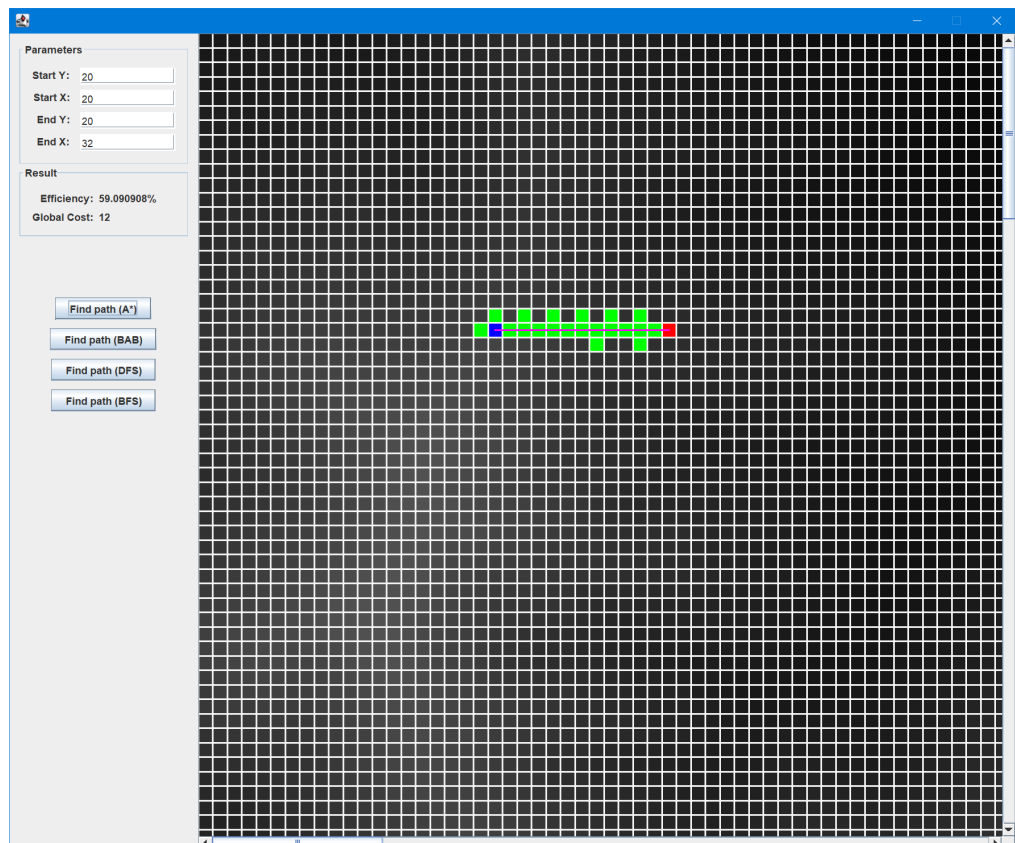 Parameters
Start Y: 20
Start X: 20
End Y: 20
End X: 32
Result
Efficiency: 59.090908%
Global Cost: 12
Find path (A*)
Find path (BAB)
Find path (DFS)
Find path (BFS)